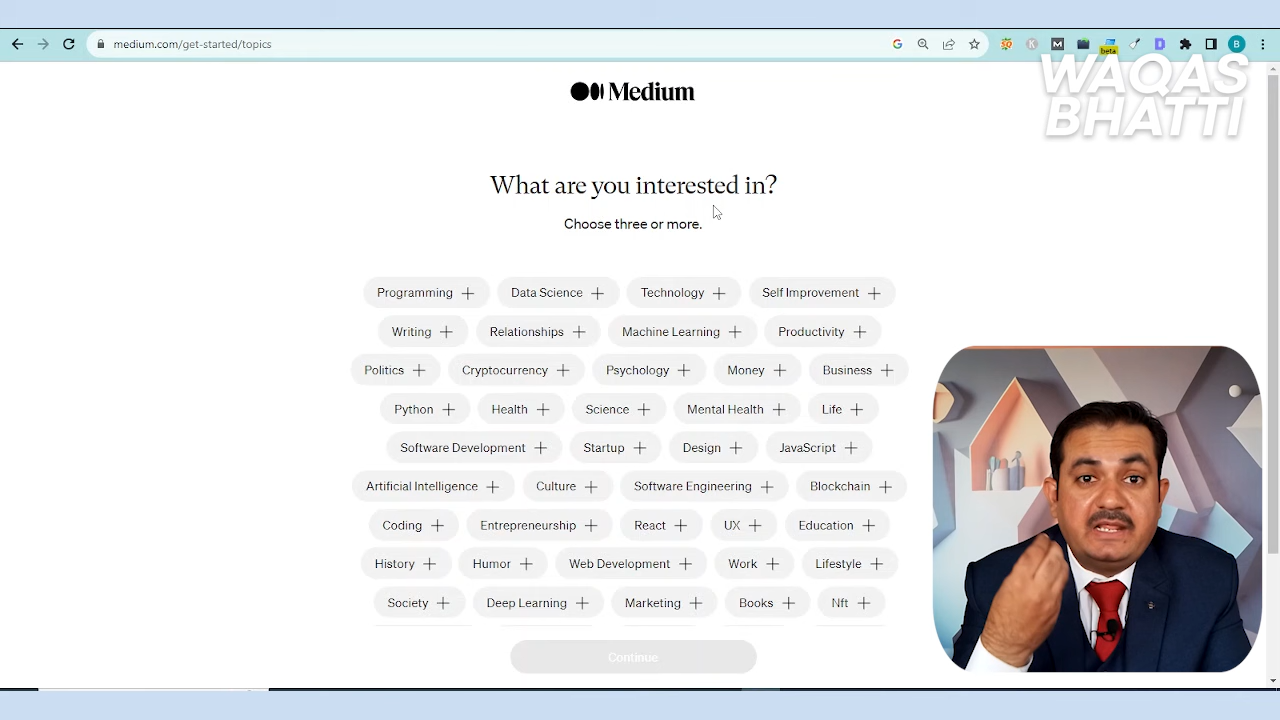 medium.com/get-started/topics
beta
B
WAQAS
BHATTI
Medium
What are you interested in?
Choose three or more.
Programming + Data Science + Technology + Self Improvement +
Writing + Relationships + Machine Learning + Productivity +
Politics + Cryptocurrency + Psychology + Money + Business +
Python + Health + Science + Mental Health + Life +
Software Development + Startup + Design + JavaScript +
Artificial Intelligence + Culture + Software Engineering + Blockchain +
Coding + Entrepreneurship + React + UX + Education +
History + Humor + Web Development + Work + Lifestyle +
Society + Deep Learning + Marketing + Books + Nft +
Continue